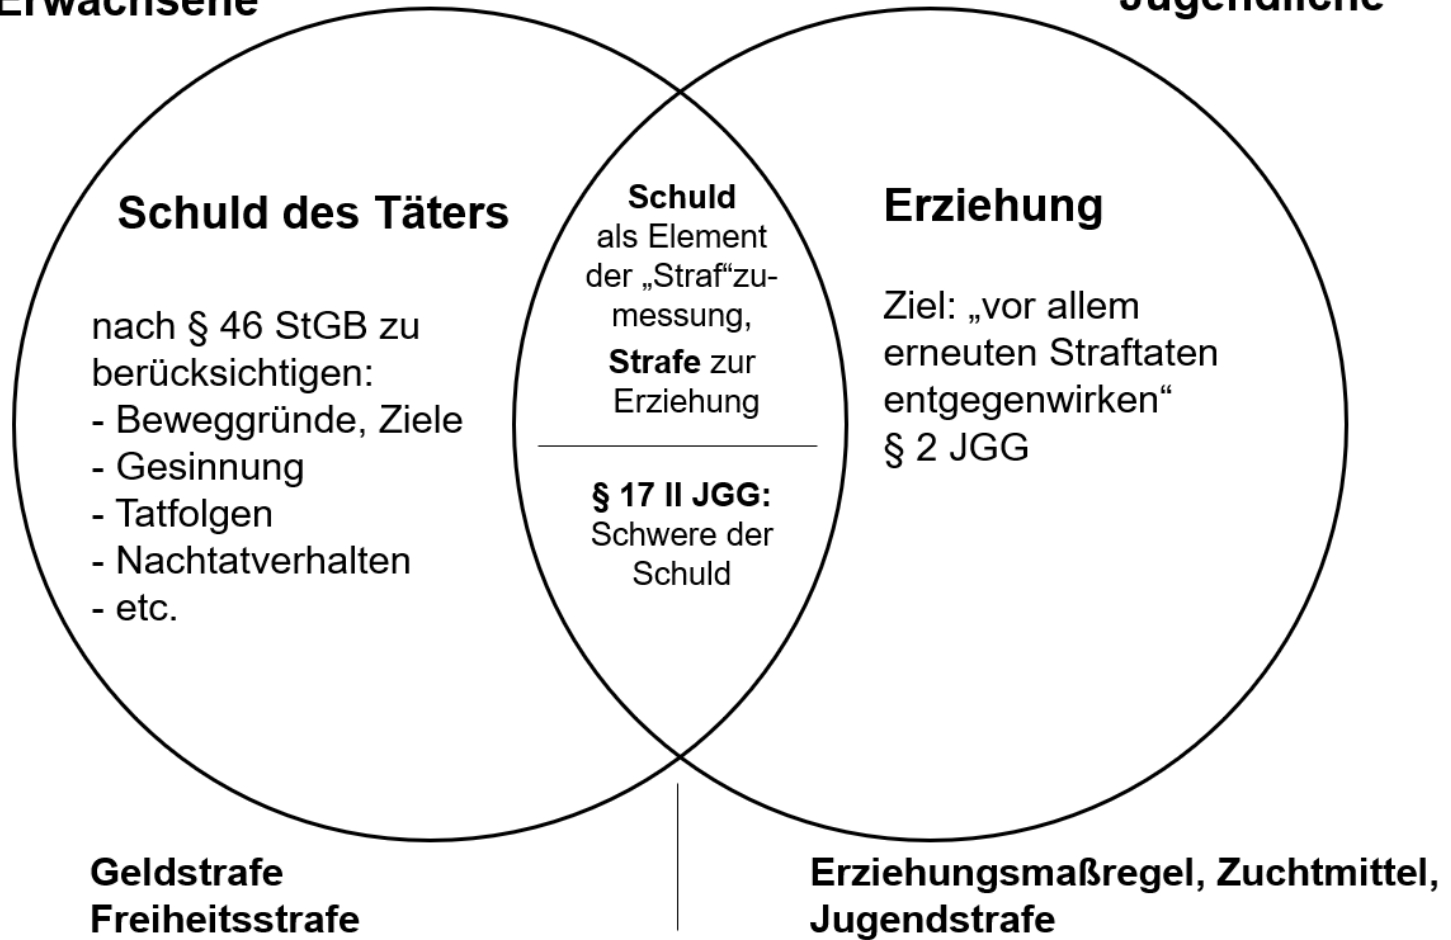 Erwachsene
Jugendliche
Schuld des Täters
nach § 46 StGB zu
berücksichtigen:
- Beweggründe, Ziele
- Gesinnung
- Tatfolgen
- Nachtatverhalten
- etc.
Schuld
als Element
der „Straf“zu-
messung,
Strafe zur
Erziehung
§ 17 II JGG:
Schwere der
Schuld
Erziehung
Ziel: „vor allem
erneuten Straftaten
entgegenwirken“
§ 2 JGG
Geldstrafe
Freiheitsstrafe
Erziehungsmaßregel, Zuchtmittel,
Jugendstrafe